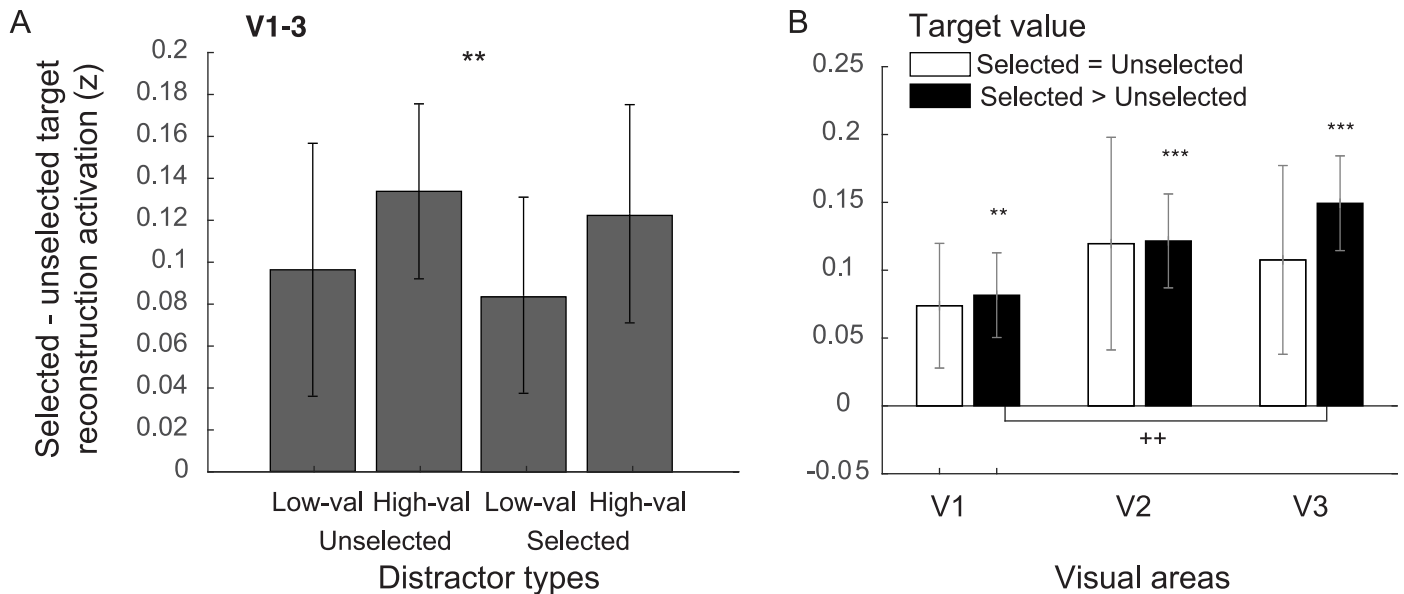 A
V1-3
**
Selected - unselected target
reconstruction activation (z)
0.2
0.18
0.16
0.14
0.12
0.1
0.08
0.06
0.04
0.02
0
Low-val High-val Low-val High-val
Unselected Selected
Distractor types
B
Target value
Selected = Unselected
Selected > Unselected
0.25
0.2
0.15
0.1
0.05
0
-0.05
**
***
***
++
V1 V2 V3
Visual areas